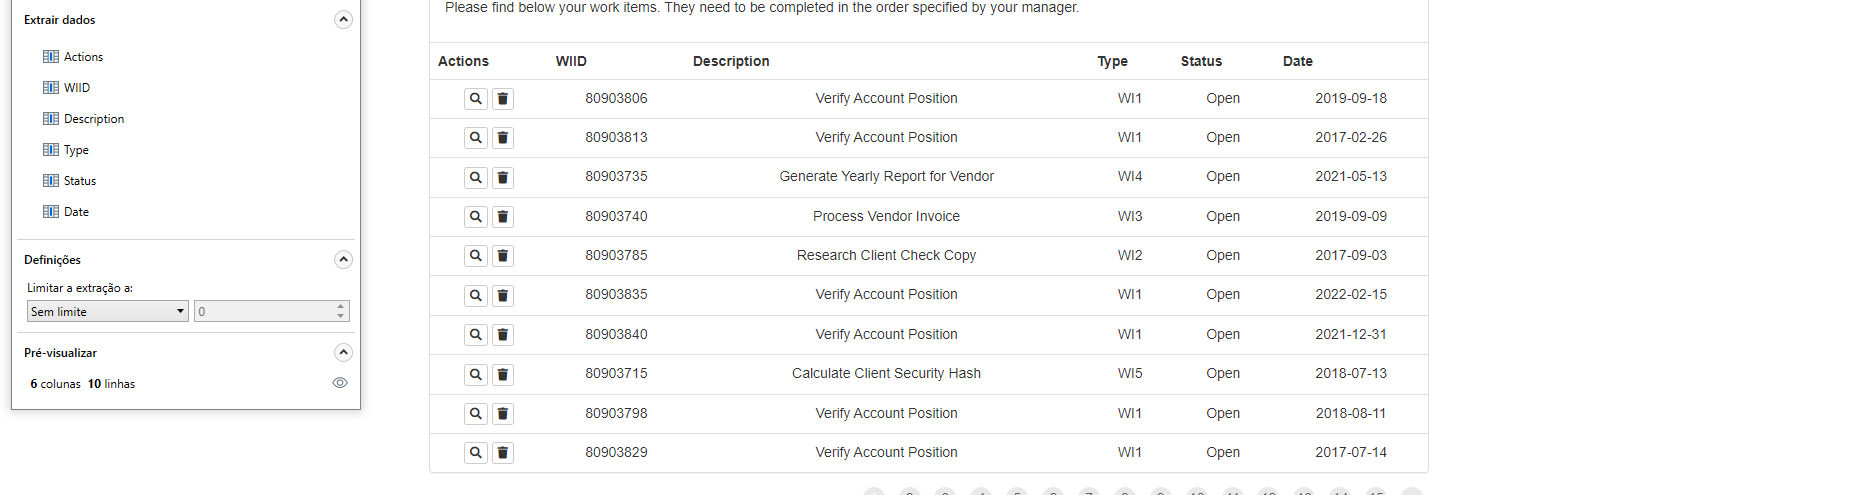 Extrair dados
Actions
WIID
Description
Type
Status
Date
Definições
Limitar a extração a:
Sem limite 0
Pré-visualizar
6 colunas 10 linhas
Please find below your work items. They need to be completed in the order specified by your manager.
Actions WIID Description Type Status Date
80903806 Verify Account Position WI1 Open 2019-09-18
80903813 Verify Account Position WI1 Open 2017-02-26
80903735 Generate Yearly Report for Vendor WI4 Open 2021-05-13
80903740 Process Vendor Invoice WI3 Open 2019-09-09
80903785 Research Client Check Copy WI2 Open 2017-09-03
80903835 Verify Account Position WI1 Open 2022-02-15
80903840 Verify Account Position WI1 Open 2021-12-31
80903715 Calculate Client Security Hash WI5 Open 2018-07-13
80903798 Verify Account Position WI1 Open 2018-08-11
80903829 Verify Account Position WI1 Open 2017-07-14